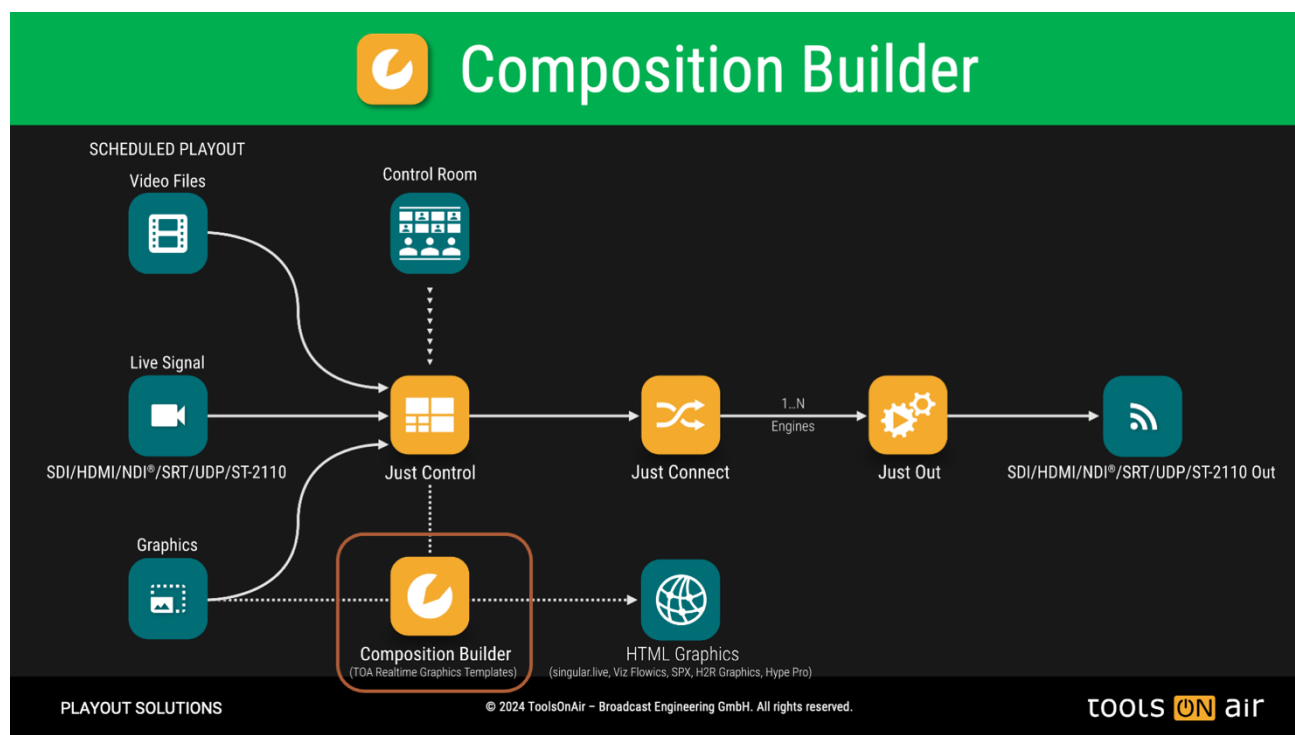 Composition Builder
SCHEDULED PLAYOUT
Video Files
Control Room
Live Signal
SDI/HDMI/NDI®/SRT/UDP/ST-2110
Just Control
Just Connect
1...N
Engines
Just Out
SDI/HDMI/NDI®/SRT/UDP/ST-2110 Out
Graphics
Composition Builder
(TOA Realtime Graphics Templates)
HTML Graphics
(singular.live, Viz Flowics, SPX, H2R Graphics, Hype Pro)
PLAYOUT SOLUTIONS
© 2024 ToolsOnAir – Broadcast Engineering GmbH. All rights reserved.
tools ON air